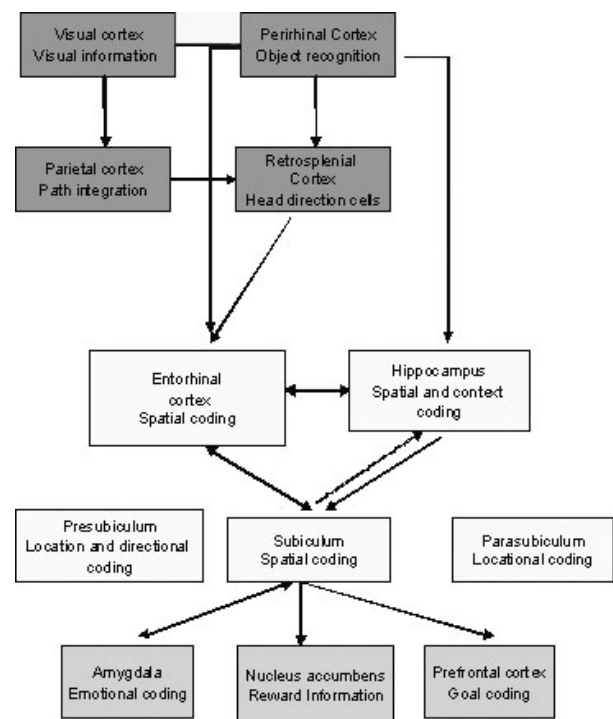 Visual cortex
Visual information
Perirhinal Cortex
Object recognition
Parietal cortex
Path integration
Retrosplenial
Cortex
Head direction cells
Entorhinal
cortex
Spatial coding
Hippocampus
Spatial and context
coding
Presubiculum
Location and directional
coding
Subiculum
Spatial coding
Parasubiculum
Locational coding
Amygdala
Emotional coding
Nucleus accumbens
Reward Information
Prefrontal cortex
Goal coding